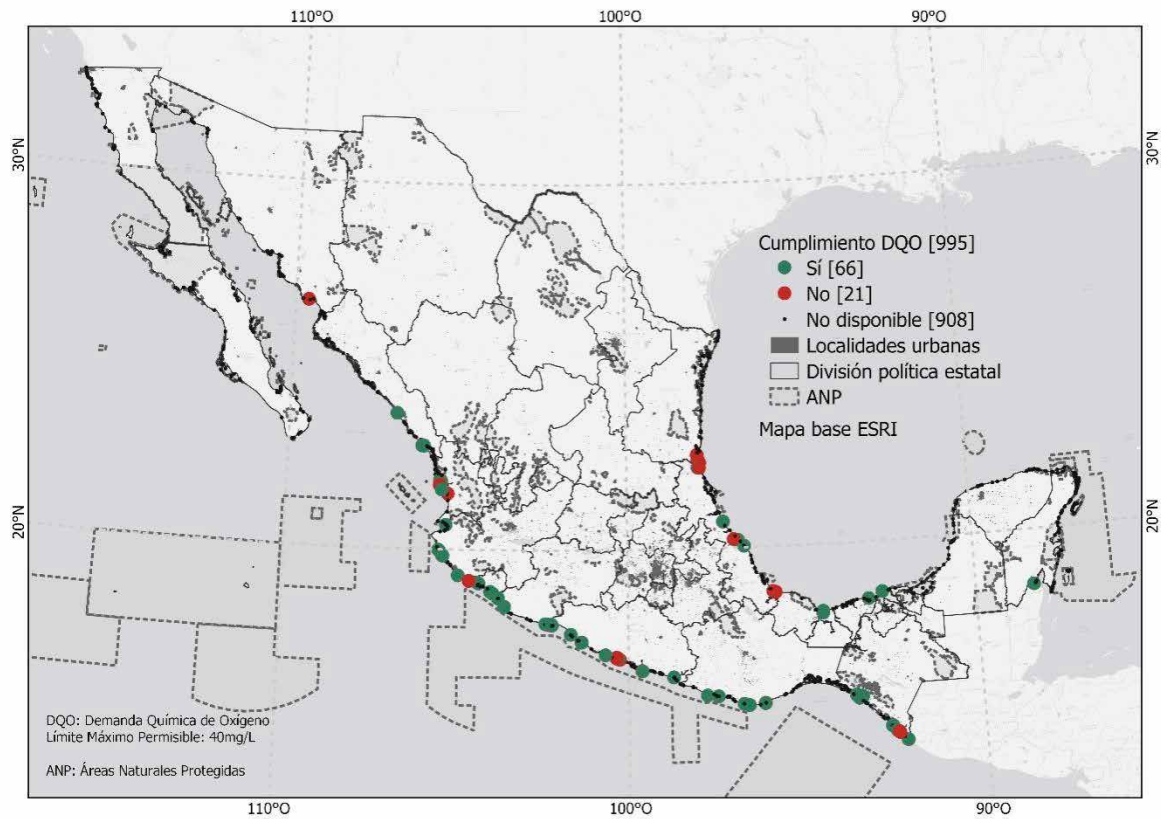 110°O 100°O 90°O
30°N 30°N
Cumplimiento DQO [995]
Sí [66]
No [21]
No disponible [908]
Localidades urbanas
División política estatal
ANP
Mapa base ESRI
20°N 20°N
DQO: Demanda Química de Oxígeno
Límite Máximo Permisible: 40mg/L
ANP: Áreas Naturales Protegidas
110°O 100°O 90°O